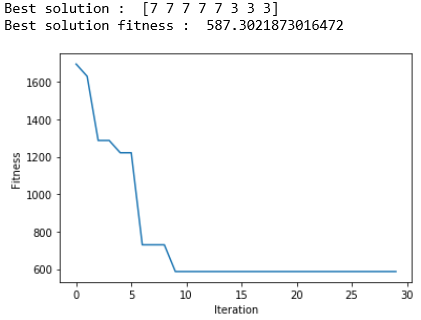 Best solution :  [7 7 7 7 7 3 3 3]
Best solution fitness :  587.3021873016472
1600
1400
1200
1000
800
600
Fitness
0 5 10 15 20 25 30
Iteration